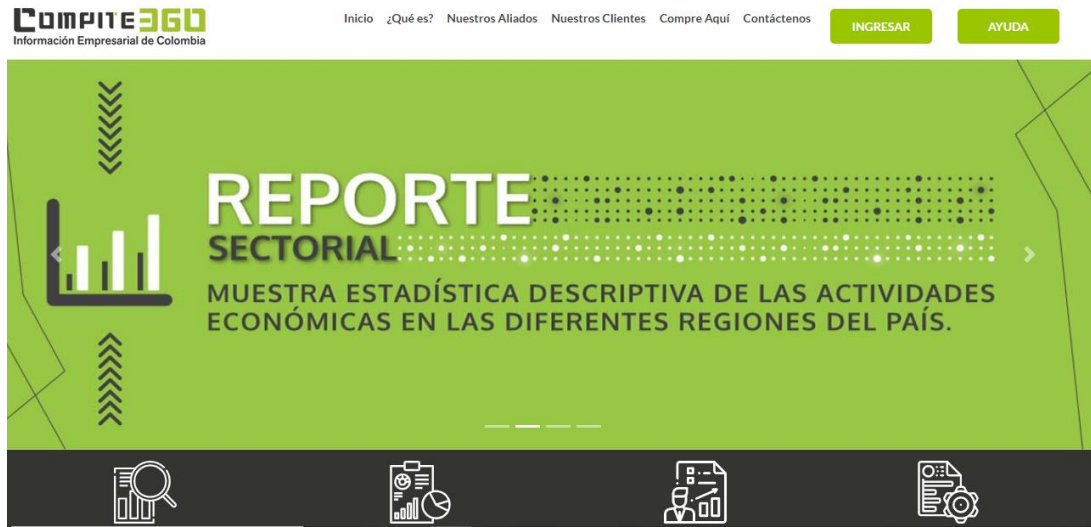 COMPITE360
Información Empresarial de Colombia
Inicio ¿Qué es? Nuestros Aliados Nuestros Clientes Compre Aquí Contáctenos INGRESAR AYUDA
REPORTE
SECTORIAL
MUESTRA ESTADÍSTICA DESCRIPTIVA DE LAS ACTIVIDADES
ECONÓMICAS EN LAS DIFERENTES REGIONES DEL PAÍS.